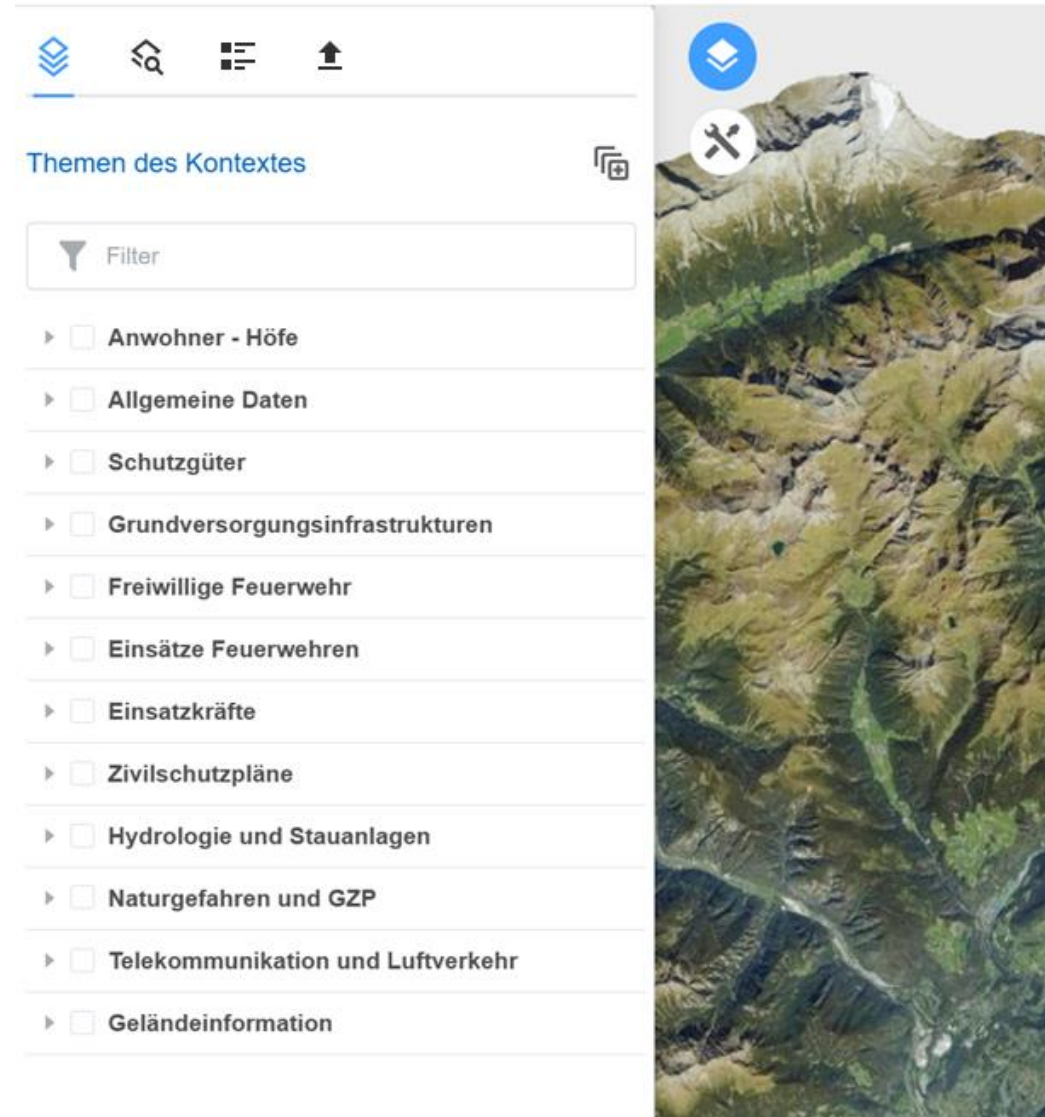 Themen des Kontextes
Filter
Anwohner - Höfe
Allgemeine Daten
Schutzgüter
Grundversorgungsinfrastrukturen
Freiwillige Feuerwehr
Einsätze Feuerwehren
Einsatzkräfte
Zivilschutzpläne
Hydrologie und Stauanlagen
Naturgefahren und GZP
Telekommunikation und Luftverkehr
Geländeinformation